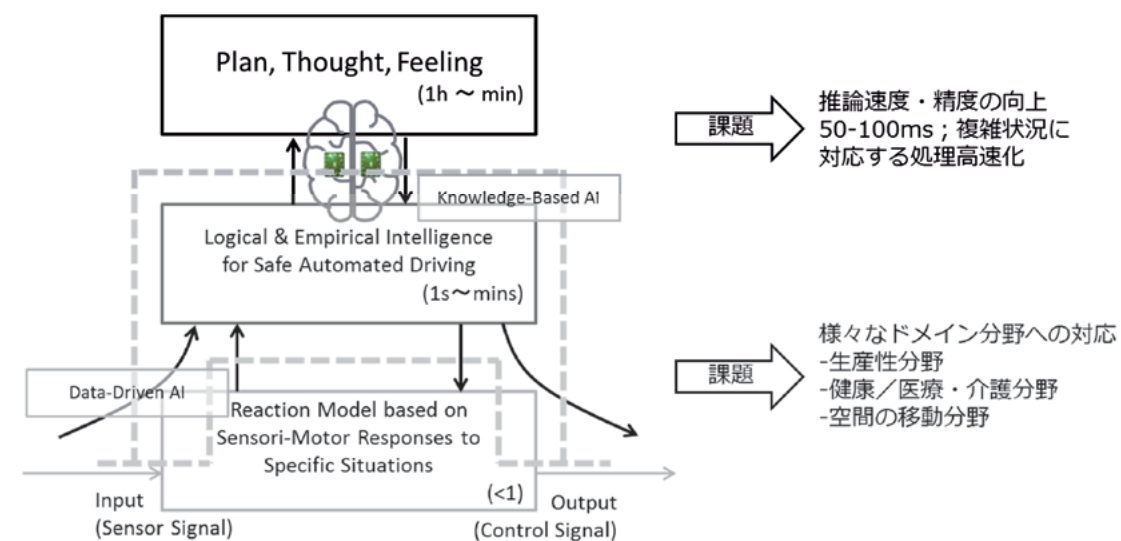 Plan, Thought, Feeling
(1h ～ min)
課題
推論速度・精度の向上
50-100ms；複雑状況に
対応する処理高速化
Knowledge-Based AI
Logical & Empirical Intelligence
for Safe Automated Driving
(1s～mins)
Data-Driven AI
Reaction Model based on
Sensori-Motor Responses to
Specific Situations
(<1)
課題
様々なドメイン分野への対応
-生産性分野
-健康／医療・介護分野
-空間の移動分野
Input
(Sensor Signal)
Output
(Control Signal)